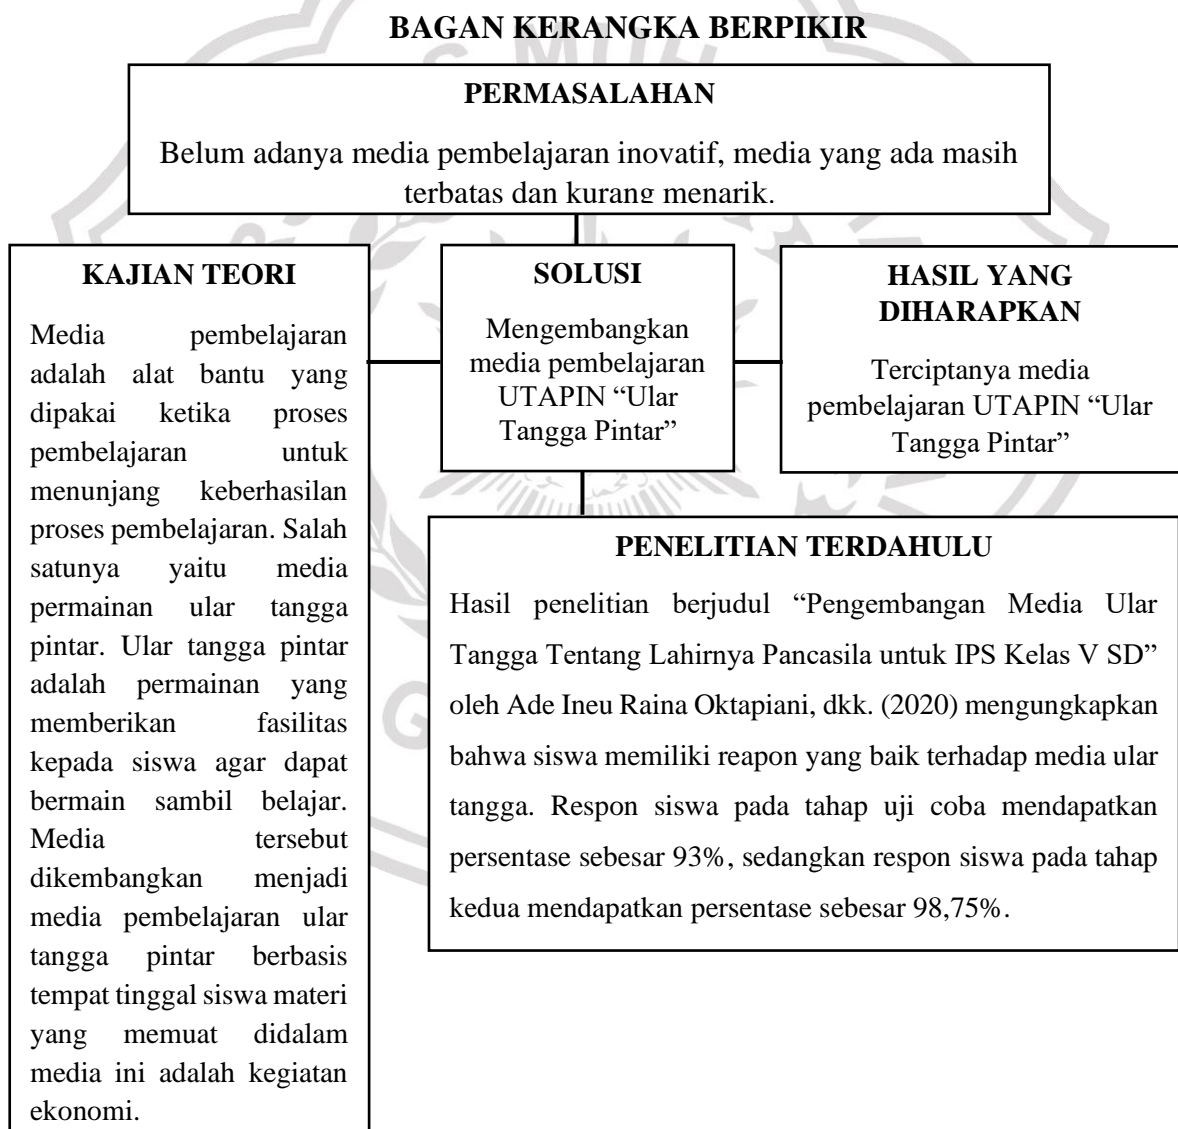 BAGAN KERANGKA BERPIKIR
PERMASALAHAN
Belum adanya media pembelajaran inovatif, media yang ada masih
terbatas dan kurang menarik.
KAJIAN TEORI
Media pembelajaran
adalah alat bantu yang
dipakai ketika proses
pembelajaran untuk
menunjang keberhasilan
proses pembelajaran. Salah
satunya yaitu media
permainan ular tangga
pintar. Ular tangga pintar
adalah permainan yang
memberikan fasilitas
kepada siswa agar dapat
bermain sambil belajar.
Media tersebut
dikembangkan menjadi
media pembelajaran ular
tangga pintar berbasis
tempat tinggal siswa materi
yang memuat didalam
media ini adalah kegiatan
ekonomi.
SOLUSI
Mengembangkan
media pembelajaran
UTAPIN “Ular
Tangga Pintar”
HASIL YANG
DIHARAPKAN
Terciptanya media
pembelajaran UTAPIN “Ular
Tangga Pintar”
PENELITIAN TERDAHULU
Hasil penelitian berjudul “Pengembangan Media Ular
Tangga Tentang Lahirnya Pancasila untuk IPS Kelas V SD”
oleh Ade Ineu Raina Oktapiani, dkk. (2020) mengungkapkan
bahwa siswa memiliki reapon yang baik terhadap media ular
tangga. Respon siswa pada tahap uji coba mendapatkan
persentase sebesar 93%, sedangkan respon siswa pada tahap
kedua mendapatkan persentase sebesar 98,75%.